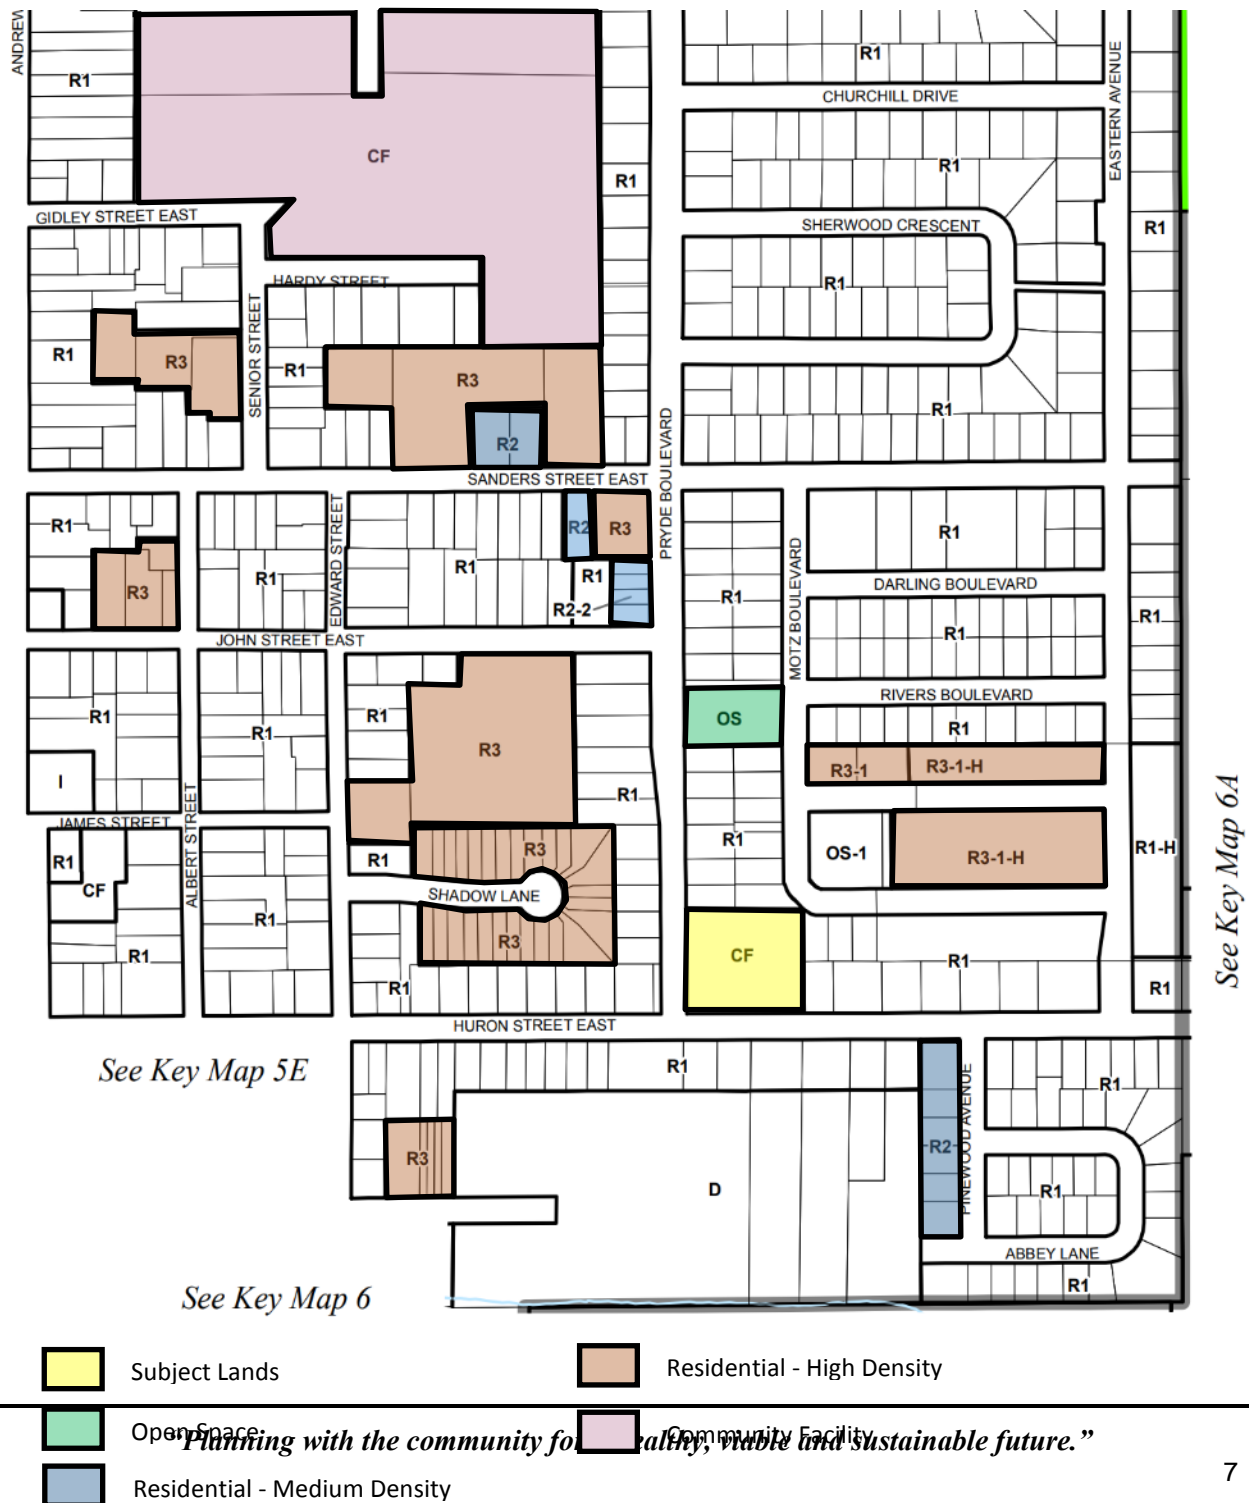 ANDREW
R1
R1
CHURCHILL DRIVE
EASTERN AVENUE
CF
R1
R1
GIDLEY STREET EAST
SHERWOOD CRESCENT
R1
HARDY STREET
R1
SENIOR STREET
R1
R3
R1
R3
R1
PRYDE BOULEVARD
R2
SANDERS STREET EAST
R1
EDWARD STREET
R2
R3
R1
MOTZ BOULEVARD
R1
R1
R1
DARLING BOULEVARD
R3
R1
R2-2
R1
R1
R1
JOHN STREET EAST
RIVERS BOULEVARD
R1
R1
OS
R1
R1
R3
R3-1
R3-1-H
I
R1
See Key Map 6A
JAMES STREET
ALBERT STREET
R1
R3
R1
OS-1
R3-1-H
R1-H
R1
CF
SHADOW LANE
R1
R3
R1
CF
R1
R1
R1
HURON STREET EAST
See Key Map 5E
R1
PINEWOOD AVENUE
R1
R3
R2
D
R1
ABBEY LANE
R1
See Key Map 6
Subject Lands
Residential - High Density
Open Space
Community Facility
“Planning with the community for a healthy, viable and sustainable future.”
7
Residential - Medium Density